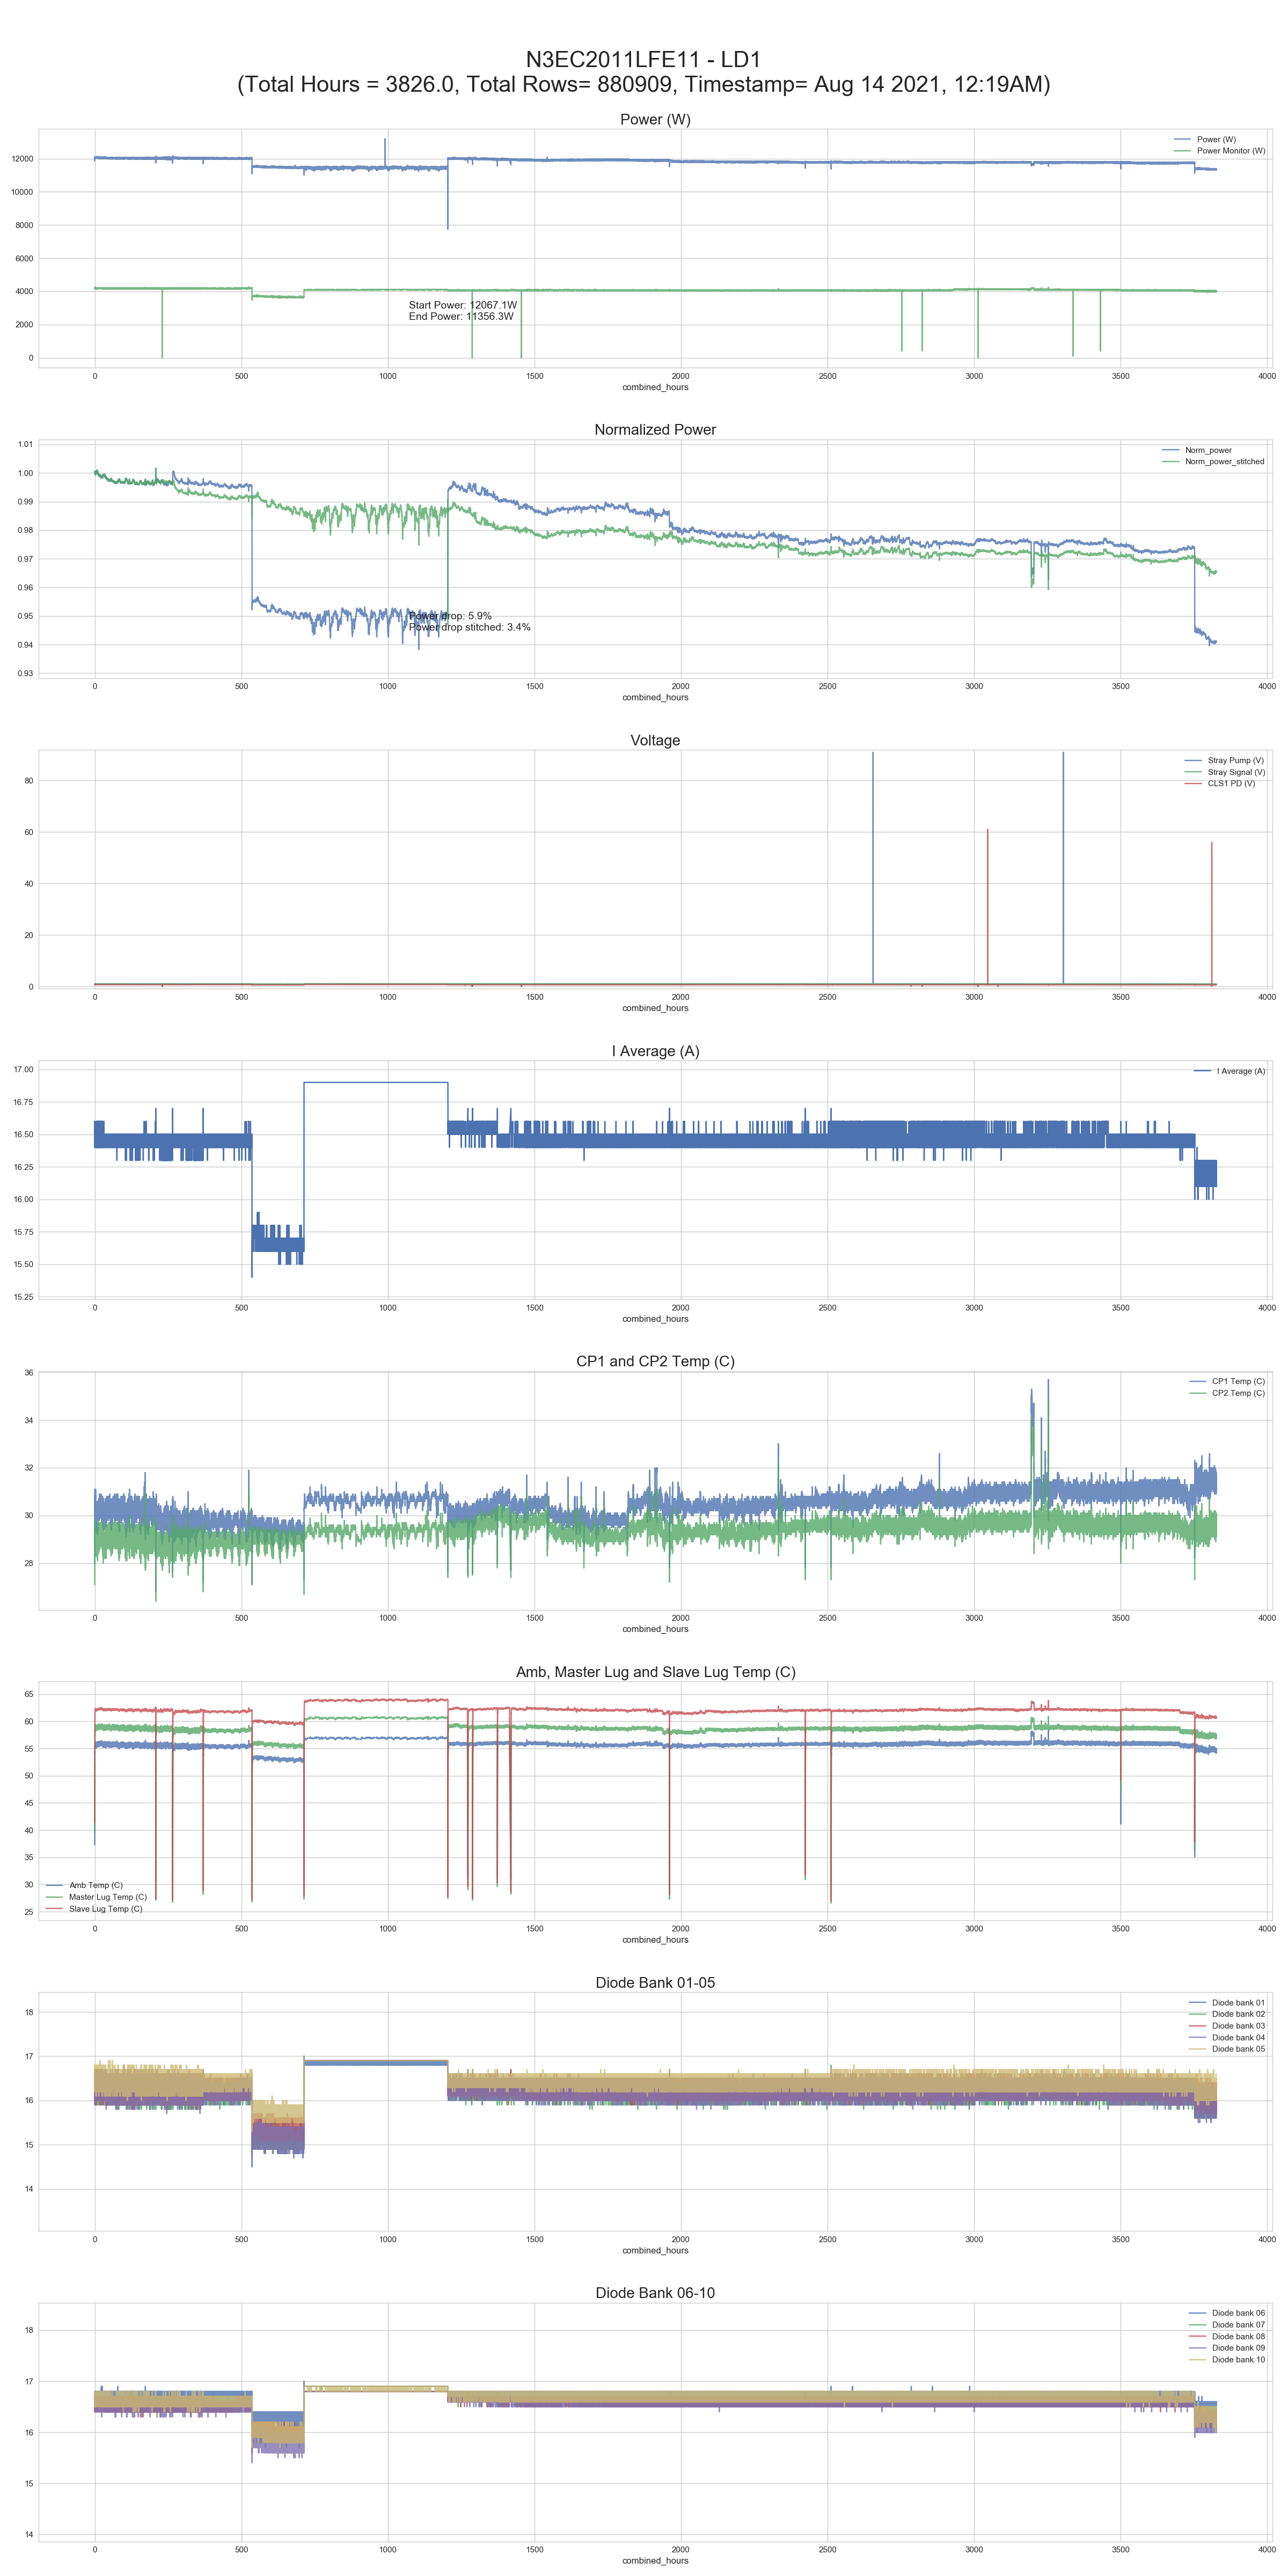 N3EC2011LFE11 - LD1
(Total Hours = 3826.0, Total Rows= 880909, Timestamp= Aug 14 2021, 12:19AM)
Power (W)
Power (W)
Power Monitor (W)
12000
10000
8000
6000
4000
2000
0
Start Power: 12067.1W
End Power: 11356.3W
0 500 1000 1500 2000 2500 3000 3500 4000
combined_hours
Normalized Power
Norm_power
Norm_power_stitched
1.01
1.00
0.99
0.98
0.97
0.96
0.95
0.94
0.93
Power drop: 5.9%
Power drop stitched: 3.4%
0 500 1000 1500 2000 2500 3000 3500 4000
combined_hours
Voltage
Stray Pump (V)
Stray Signal (V)
CLS1 PD (V)
80
60
40
20
0
0 500 1000 1500 2000 2500 3000 3500 4000
combined_hours
I Average (A)
I Average (A)
17.00
16.75
16.50
16.25
16.00
15.75
15.50
15.25
0 500 1000 1500 2000 2500 3000 3500 4000
combined_hours
CP1 and CP2 Temp (C)
CP1 Temp (C)
CP2 Temp (C)
36
34
32
30
28
0 500 1000 1500 2000 2500 3000 3500 4000
combined_hours
Amb, Master Lug and Slave Lug Temp (C)
65
60
55
50
45
40
35
30
25
Amb Temp (C)
Master Lug Temp (C)
Slave Lug Temp (C)
0 500 1000 1500 2000 2500 3000 3500 4000
combined_hours
Diode Bank 01-05
Diode bank 01
Diode bank 02
Diode bank 03
Diode bank 04
Diode bank 05
18
17
16
15
14
0 500 1000 1500 2000 2500 3000 3500 4000
combined_hours
Diode Bank 06-10
Diode bank 06
Diode bank 07
Diode bank 08
Diode bank 09
Diode bank 10
18
17
16
15
14
0 500 1000 1500 2000 2500 3000 3500 4000
combined_hours